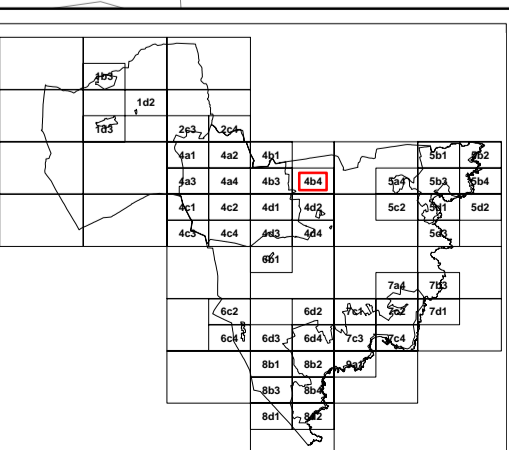 1b3
1d2
1d3 2c3 2c4
4a1 4a2 4b1 5b1 5b2
4a3 4a4 4b3 4b4 5a4 5b3 5b4
4c1 4c2 4d1 4d2 5c2 5d1 5d2
4c3 4c4 4d3 4d4 5d3
6b1
7a4 7b3
6c2 6d2 7c1 7c2 7d1
6c4 6d3 6d4 7c3 7c4
8b1 8b2 9a1
8b3 8b4
8d1 8d2